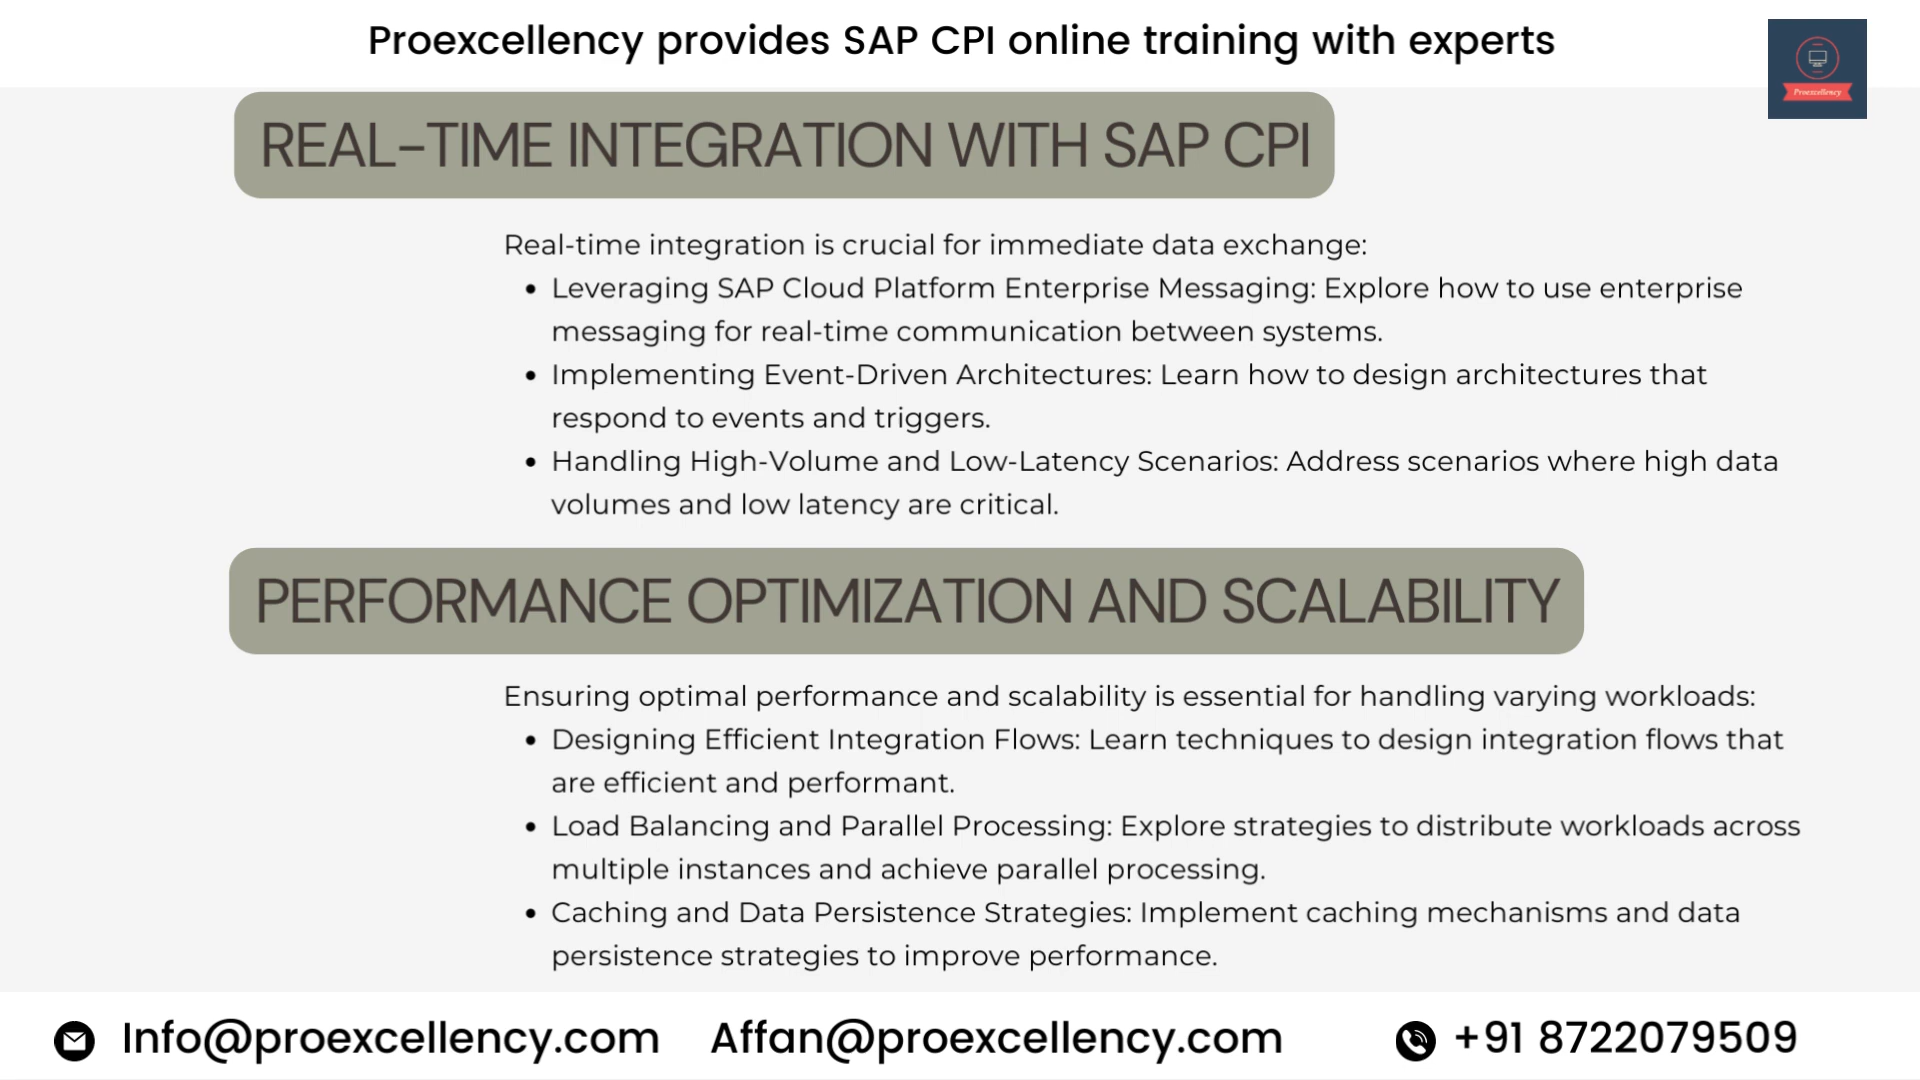 Proexcellency provides SAP CPI online training with experts
Proexcellency
REAL-TIME INTEGRATION WITH SAP CPI
Real-time integration is crucial for immediate data exchange:
• Leveraging SAP Cloud Platform Enterprise Messaging: Explore how to use enterprise
messaging for real-time communication between systems.
• Implementing Event-Driven Architectures: Learn how to design architectures that
respond to events and triggers.
• Handling High-Volume and Low-Latency Scenarios: Address scenarios where high data
volumes and low latency are critical.
PERFORMANCE OPTIMIZATION AND SCALABILITY
Ensuring optimal performance and scalability is essential for handling varying workloads:
• Designing Efficient Integration Flows: Learn techniques to design integration flows that
are efficient and performant.
• Load Balancing and Parallel Processing: Explore strategies to distribute workloads across
multiple instances and achieve parallel processing.
• Caching and Data Persistence Strategies: Implement caching mechanisms and data
persistence strategies to improve performance.
Info@proexcellency.com Affan@proexcellency.com +91 8722079509